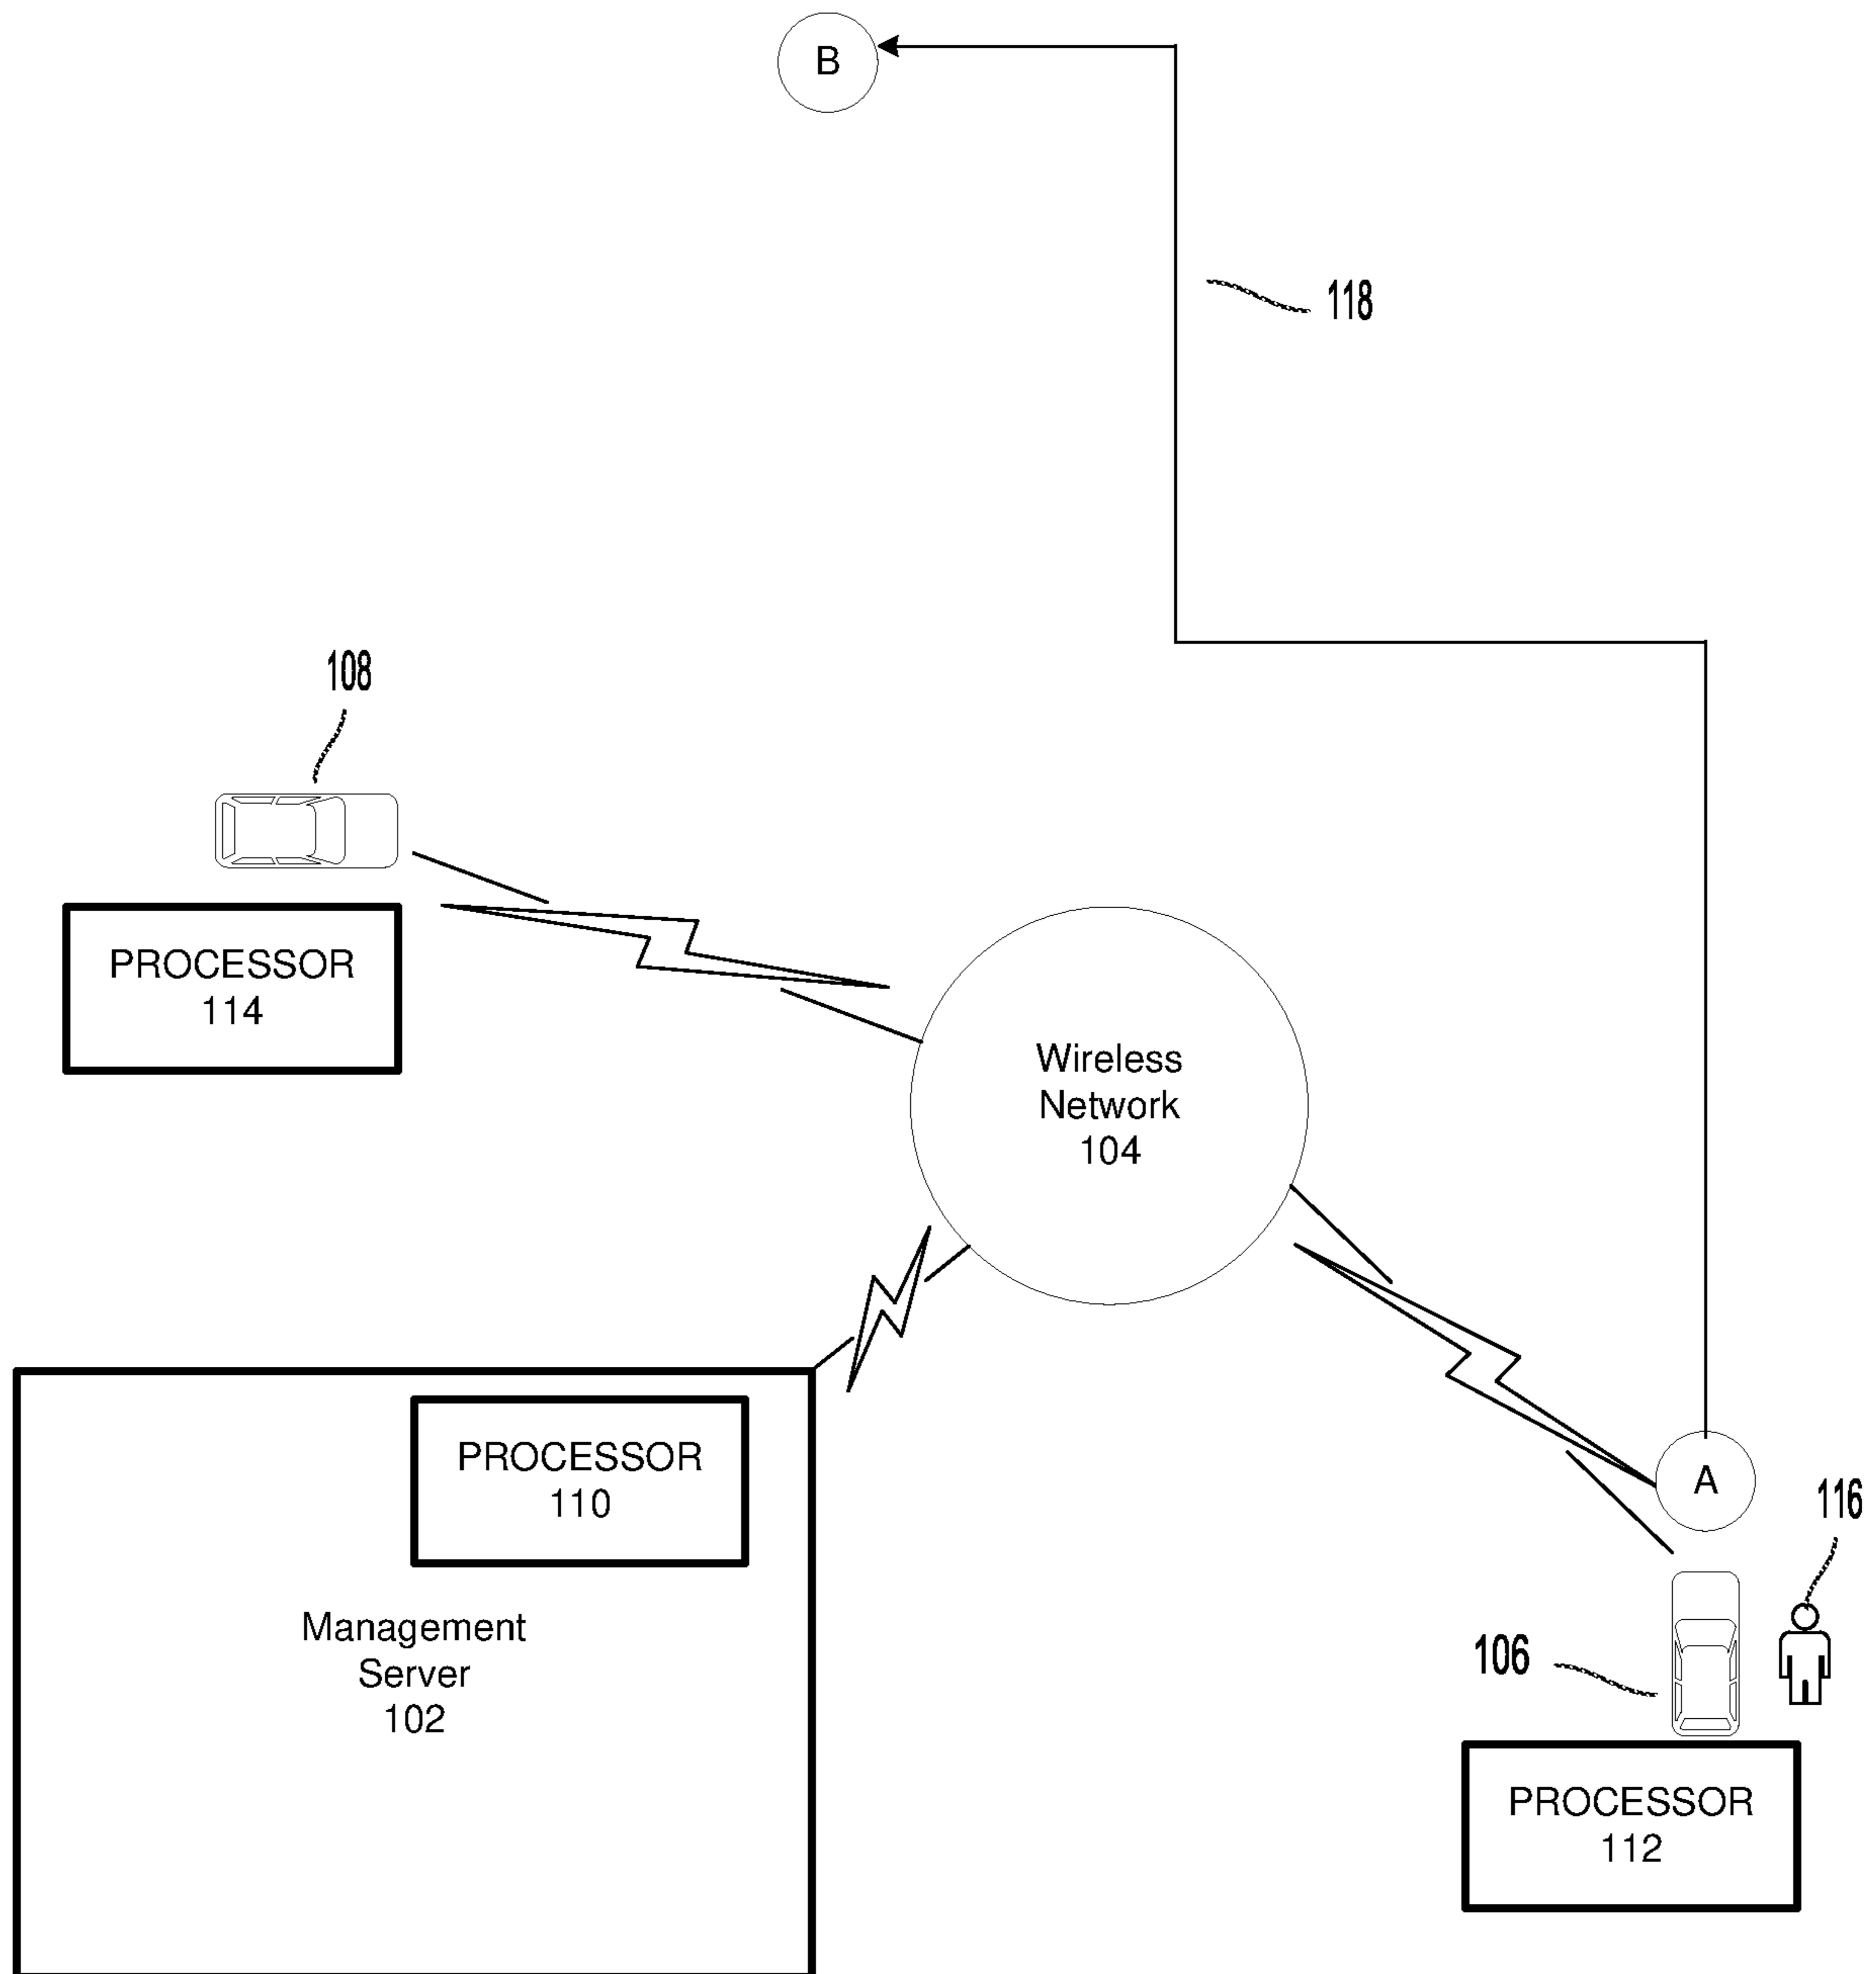 B
118
108
PROCESSOR
114
Wireless
Network
104
PROCESSOR
110
A
116
Management
Server
102
106
PROCESSOR
112